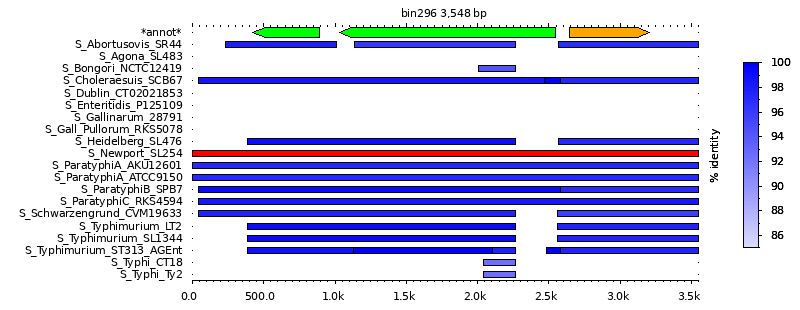 bin296 3,548 bp
*annot*
S_Abortusovis_SR44
S_Agona_SL483
S_Bongori_NCTC12419
S_Choleraesuis_SCB67
S_Dublin_CT02021853
S_Enteritidis_P125109
S_Gallinarum_28791
S_Gall_Pullorum_RKS5078
S_Heidelberg_SL476
S_Newport_SL254
S_ParatyphiA_AKU12601
S_ParatyphiA_ATCC9150
S_ParatyphiB_SPB7
S_ParatyphiC_RKS4594
S_Schwarzengrund_CVM19633
S_Typhimurium_LT2
S_Typhimurium_SL1344
S_Typhimurium_ST313_AGEnt
S_Typhi_CT18
S_Typhi_Ty2
0.0 500.0 1.0k 1.5k 2.0k 2.5k 3.0k 3.5k
% identity
100
98
96
94
92
90
88
86